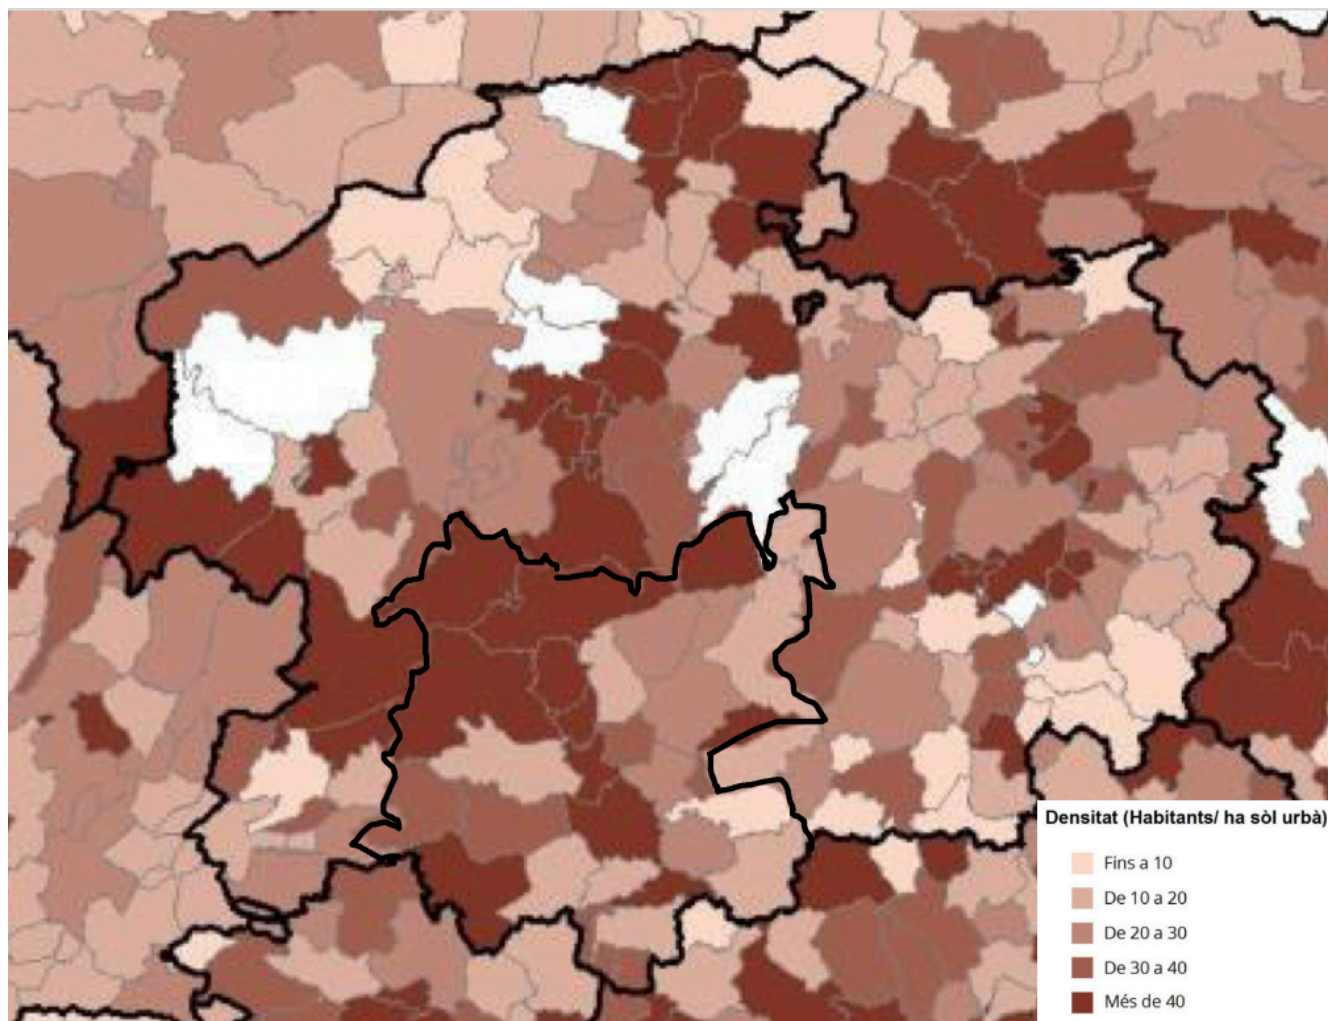 Densitat (Habitants/ ha sòl urbà)
Fins a 10
De 10 a 20
De 20 a 30
De 30 a 40
Més de 40